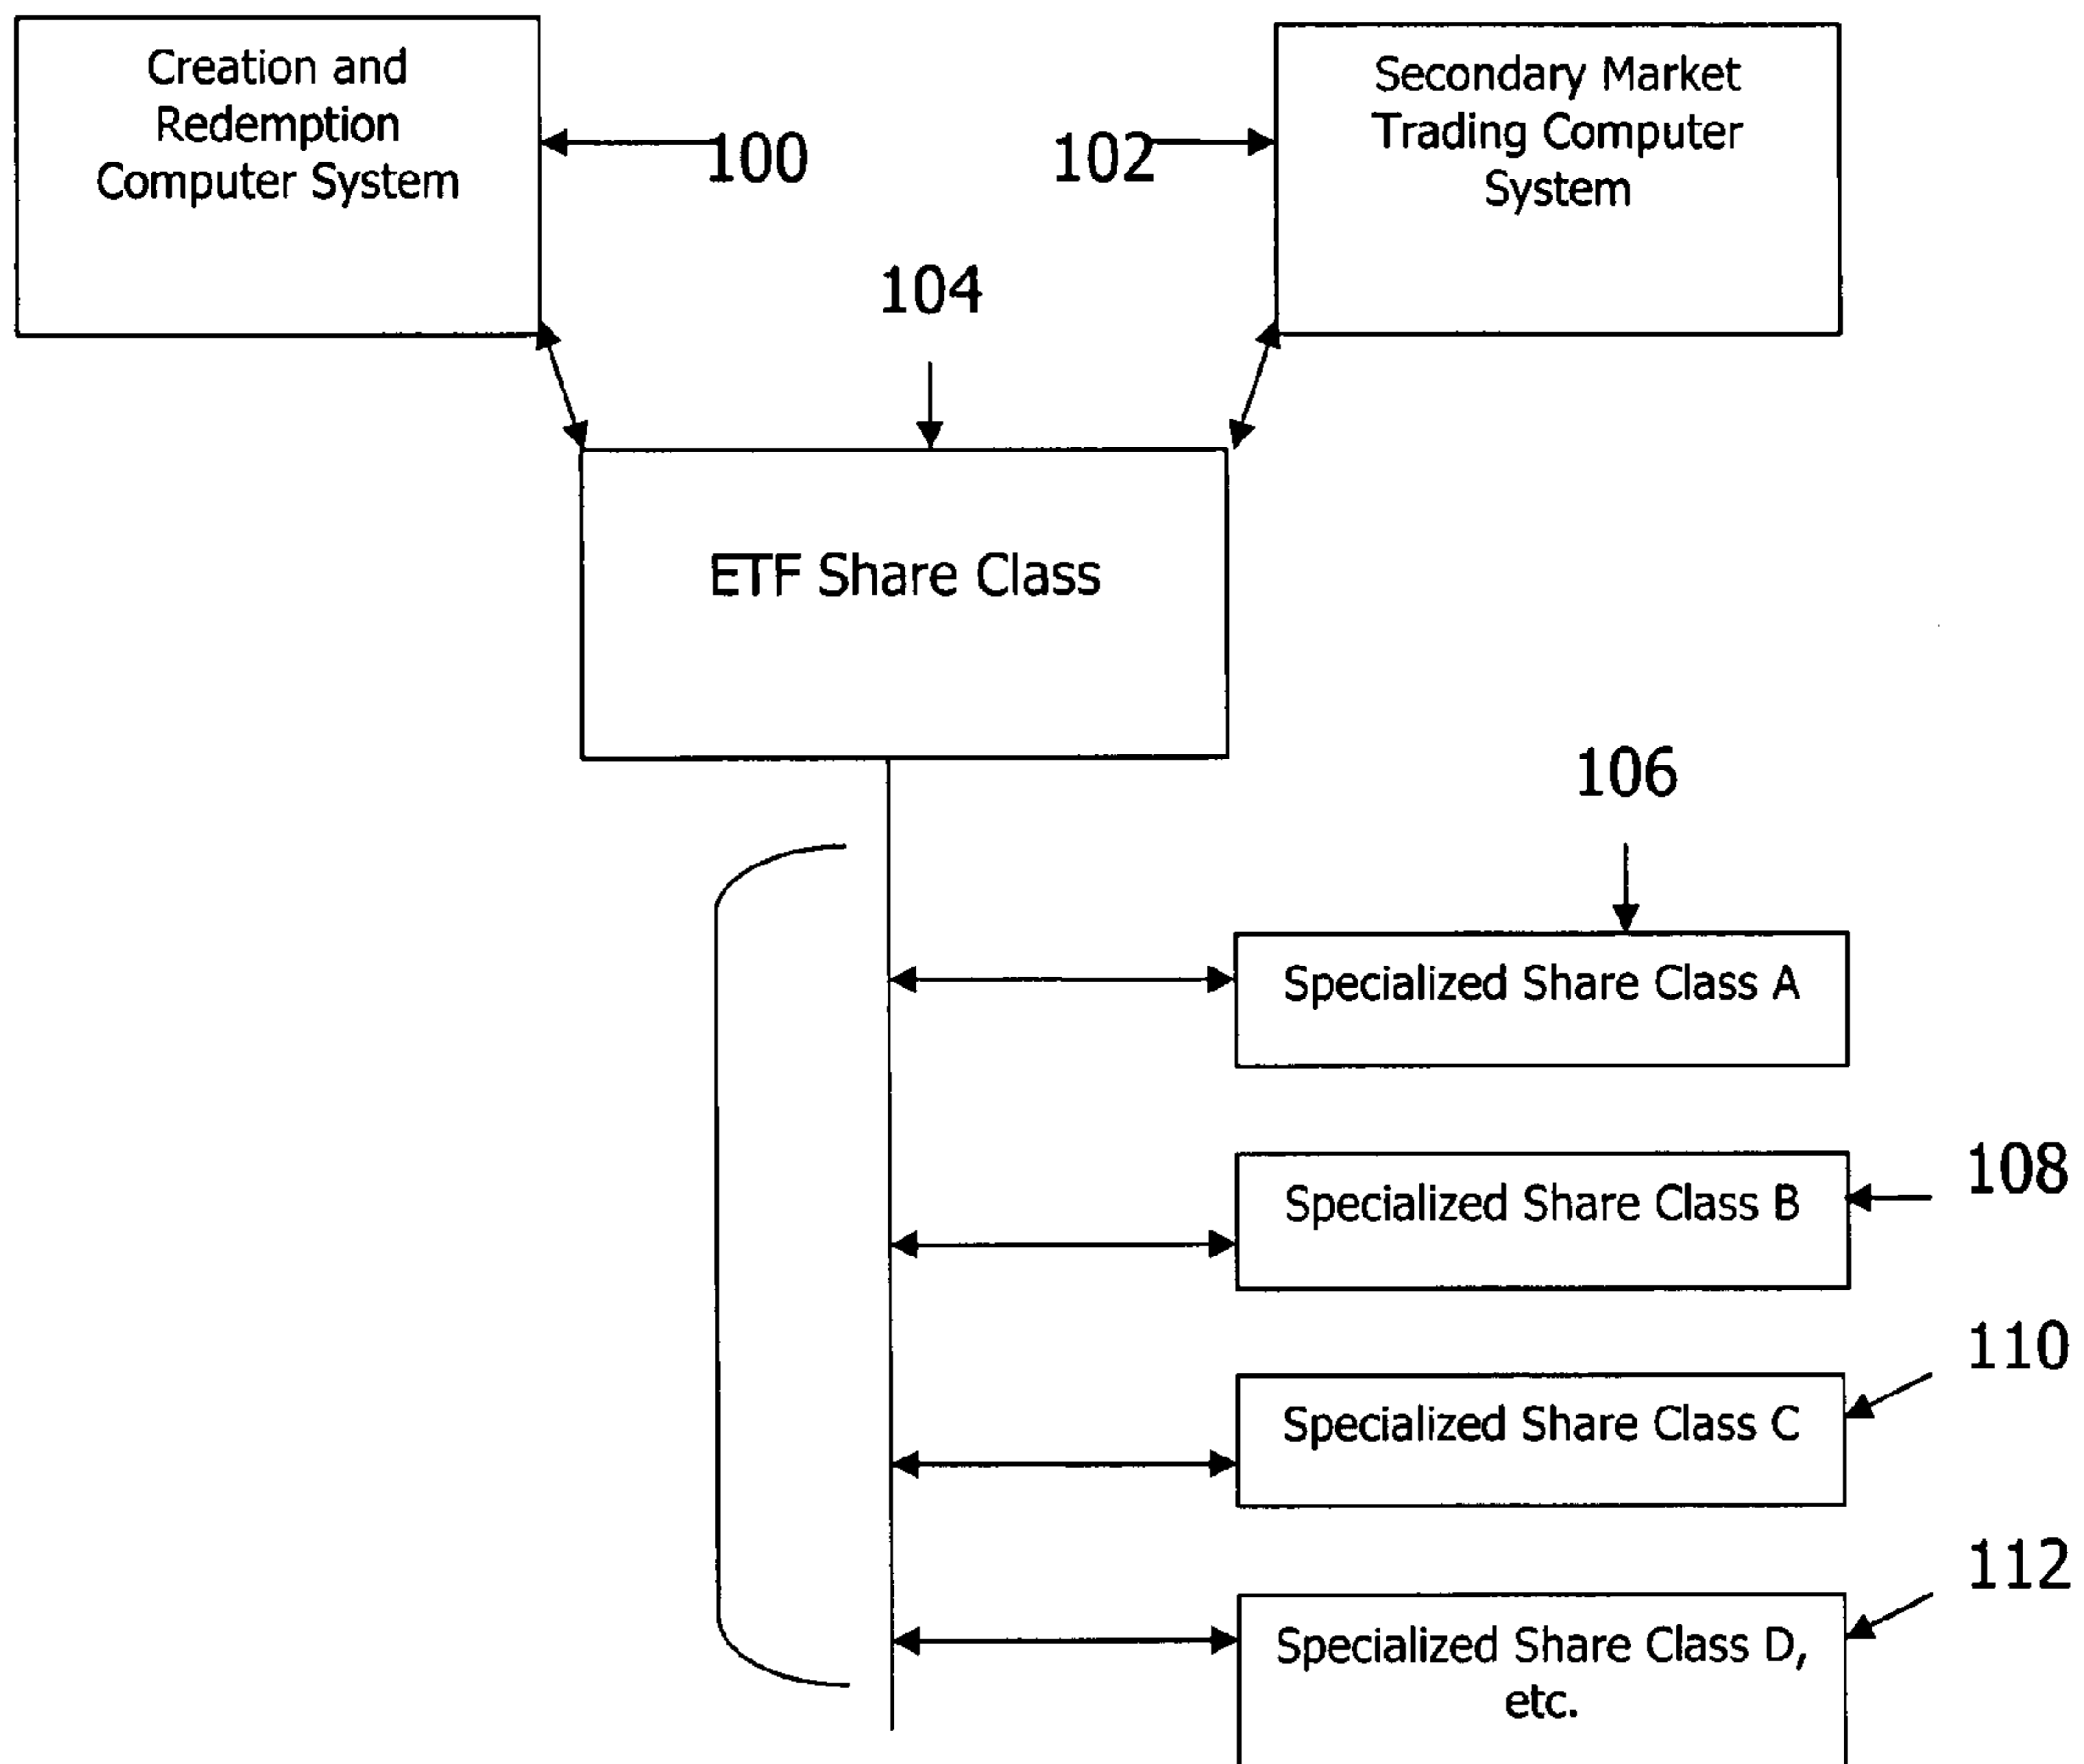 Creation and
Redemption
Computer System
100
102
Secondary Market
Trading Computer
System
104
ETF Share Class
106
Specialized Share Class A
108
Specialized Share Class B
110
Specialized Share Class C
112
Specialized Share Class D,
etc.